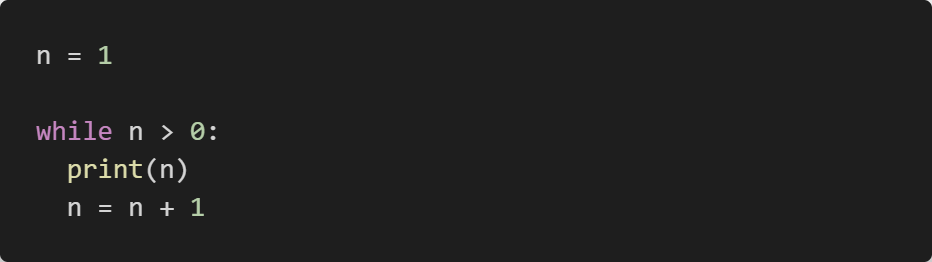 n = 1
while n > 0:
  print(n)
  n = n + 1